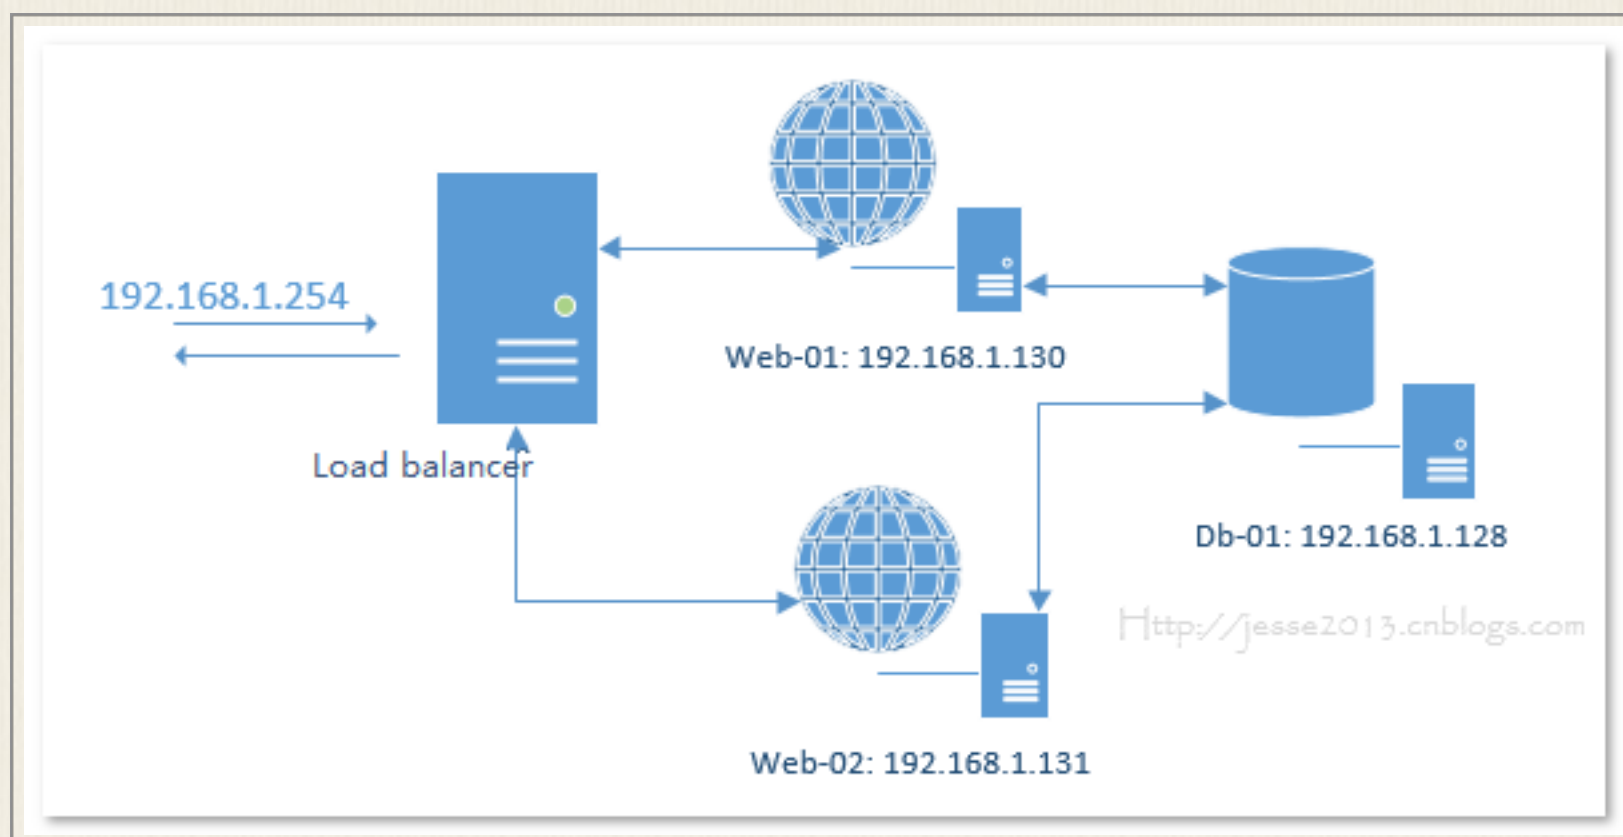 192.168.1.254
Web-01: 192.168.1.130
Load balancer
Db-01: 192.168.1.128
Http://jesse2013.cnblogs.com
Web-02: 192.168.1.131